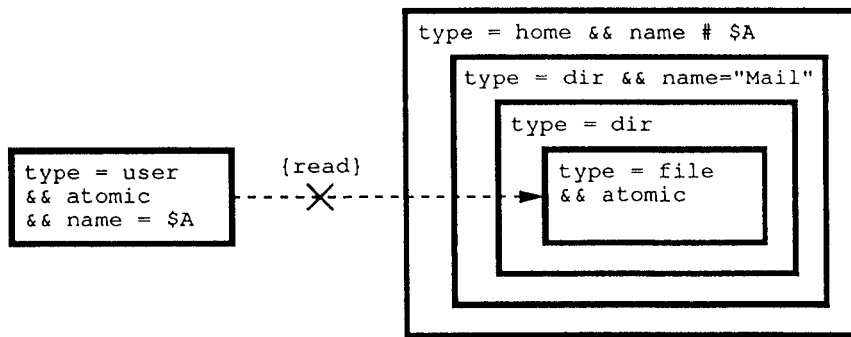 type = home && name # $A
type = dir && name="Mail"
type = dir
type = user
&& atomic
&& name = $A
{read}
type = file
&& atomic